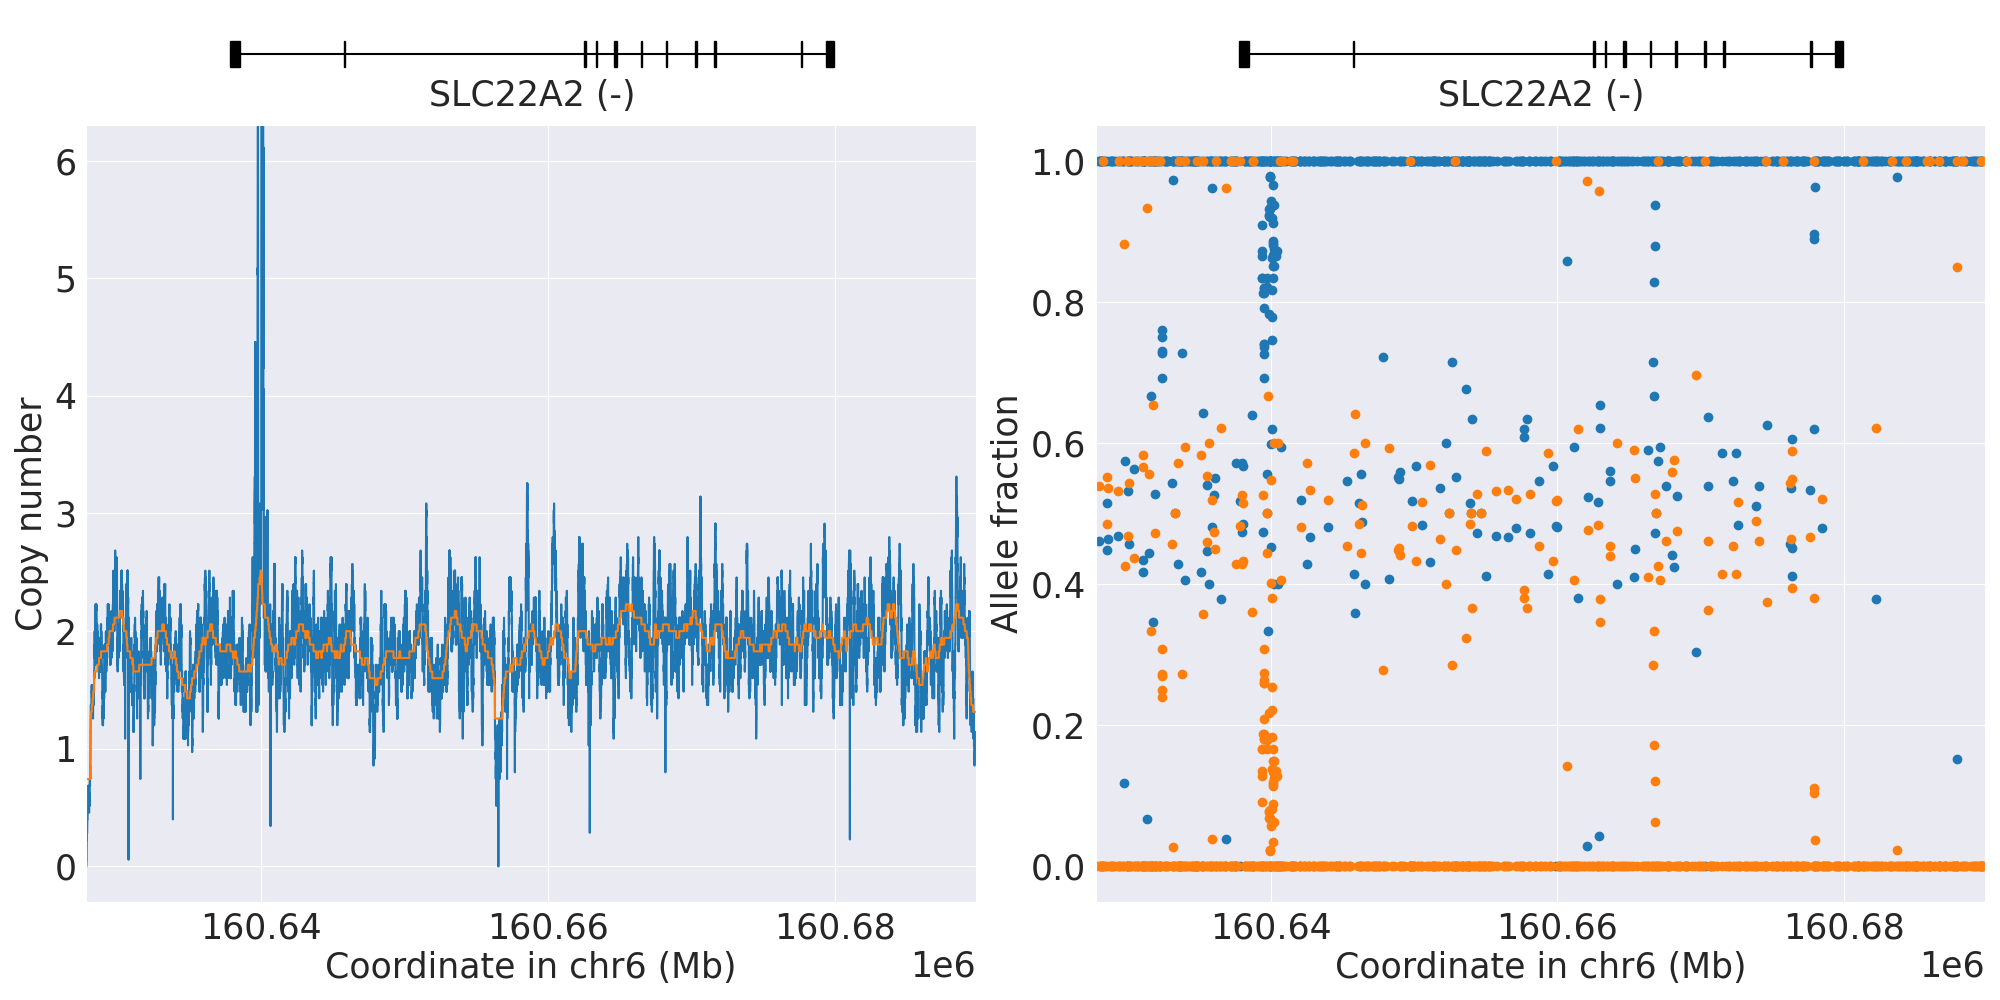 SLC22A2 (-)
6
5
4
3
2
1
0
Copy number
160.64
160.66
160.68
Coordinate in chr6 (Mb)
1e6
SLC22A2 (-)
1.0
0.8
0.6
0.4
0.2
0.0
Allele fraction
160.64
160.66
160.68
Coordinate in chr6 (Mb)
1e6